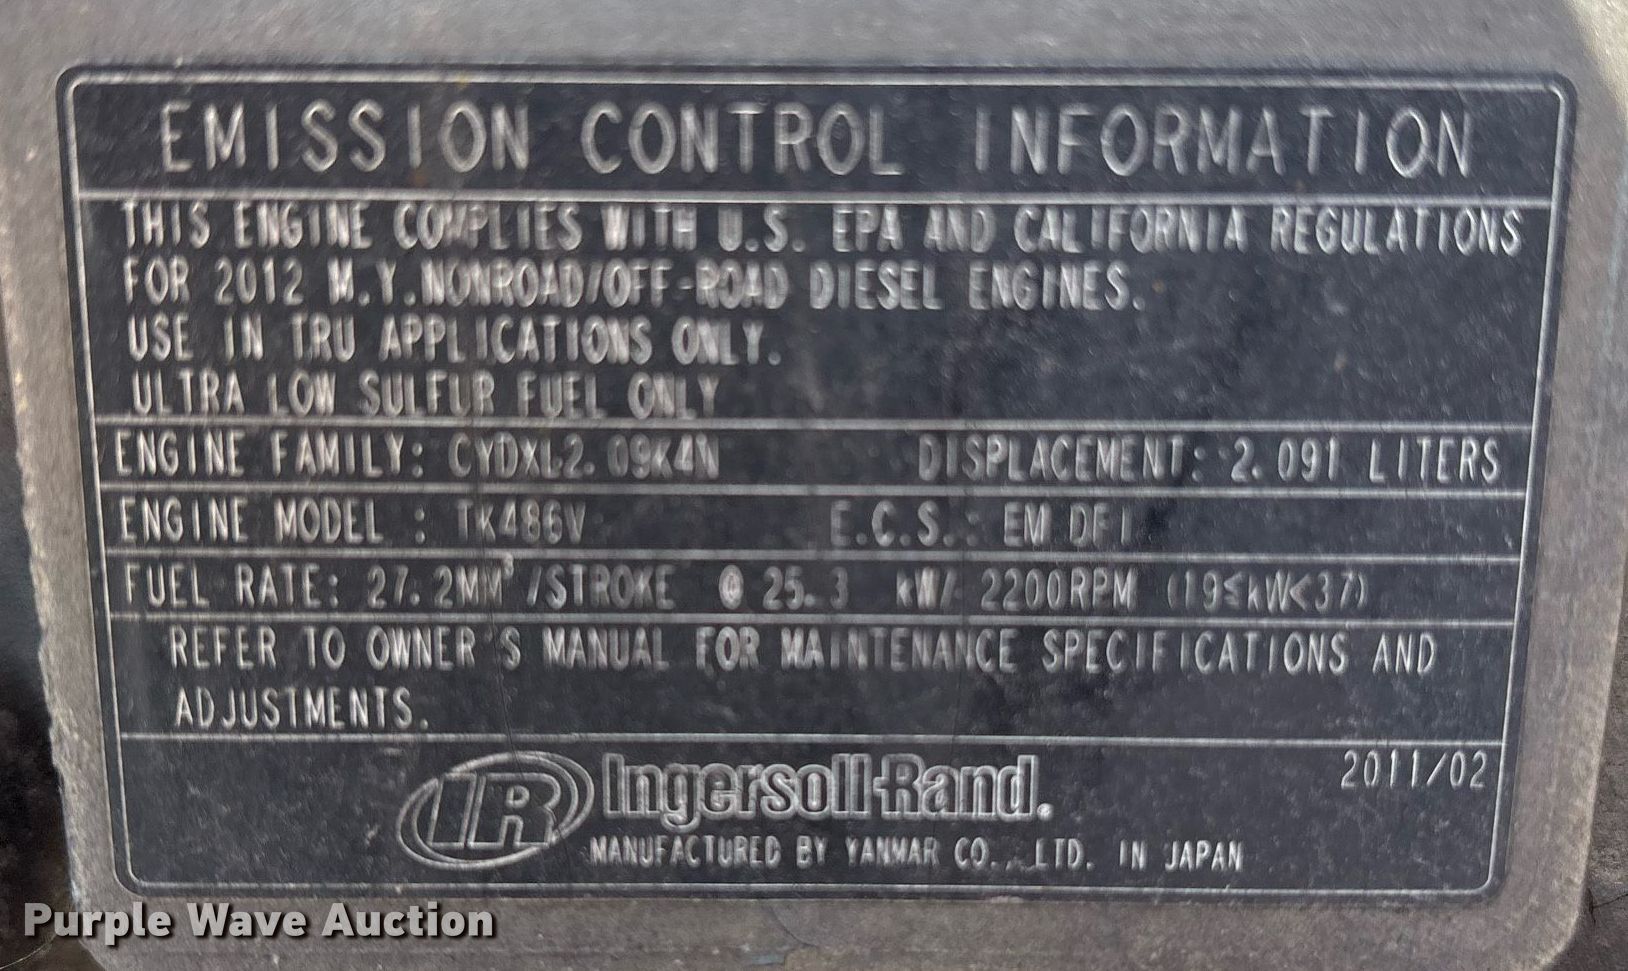 EMISSION CONTROL INFORMATION
THIS ENGINE COMPLIES WITH U.S. EPA AND CALIFORNIA REGULATIONS
FOR 2012 M.Y. NONROAD/OFF-ROAD DIESEL ENGINES.
USE IN TRU APPLICATIONS ONLY.
ULTRA LOW SULFUR FUEL ONLY
ENGINE FAMILY: CYDXL2.09K4N DISPLACEMENT: 2.091 LITERS
ENGINE MODEL : TK486V E.C.S.: EM DFI
FUEL RATE: 27.2MM³/STROKE @ 25.3 kW/ 2200RPM (19≤kW<37)
REFER TO OWNER'S MANUAL FOR MAINTENANCE SPECIFICATIONS AND
ADJUSTMENTS.
IR Ingersoll-Rand. 2011/02
MANUFACTURED BY YANMAR CO., LTD. IN JAPAN
Purple Wave Auction